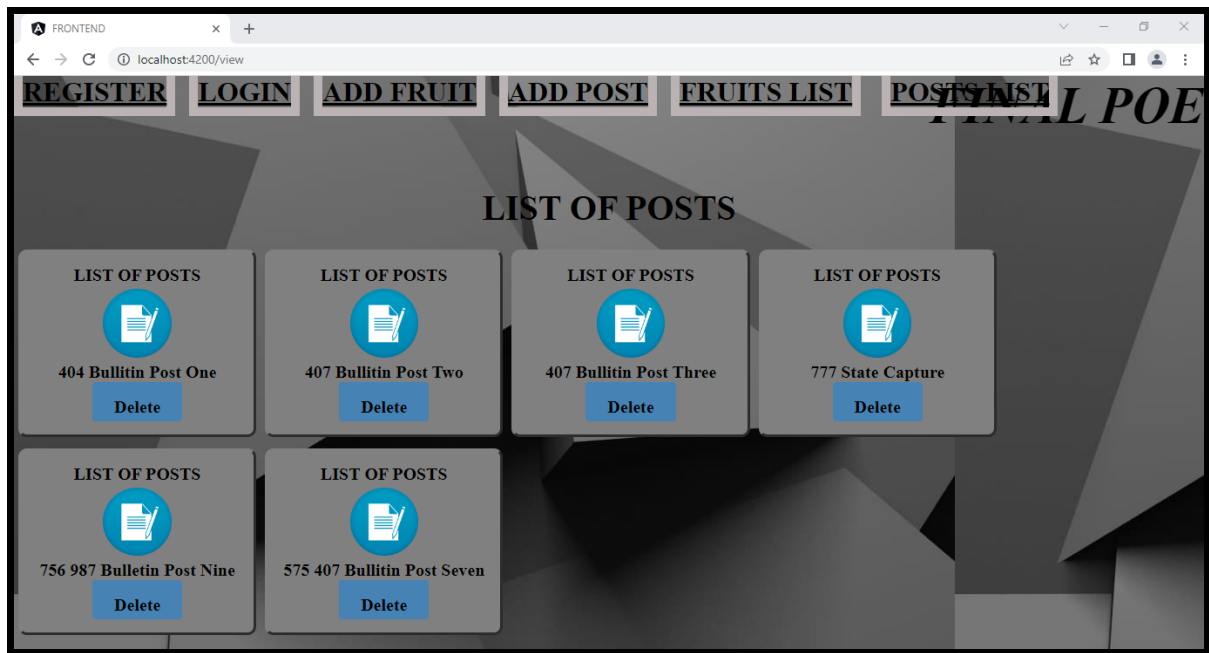 FRONTEND
localhost:4200/view
REGISTER LOGIN ADD FRUIT ADD POST FRUITS LIST POSTS LIST
FINAL POE
LIST OF POSTS
LIST OF POSTS LIST OF POSTS LIST OF POSTS LIST OF POSTS
404 Bullitin Post One 407 Bullitin Post Two 407 Bullitin Post Three 777 State Capture
Delete Delete Delete Delete
LIST OF POSTS LIST OF POSTS
756 987 Bulletin Post Nine 575 407 Bullitin Post Seven
Delete Delete